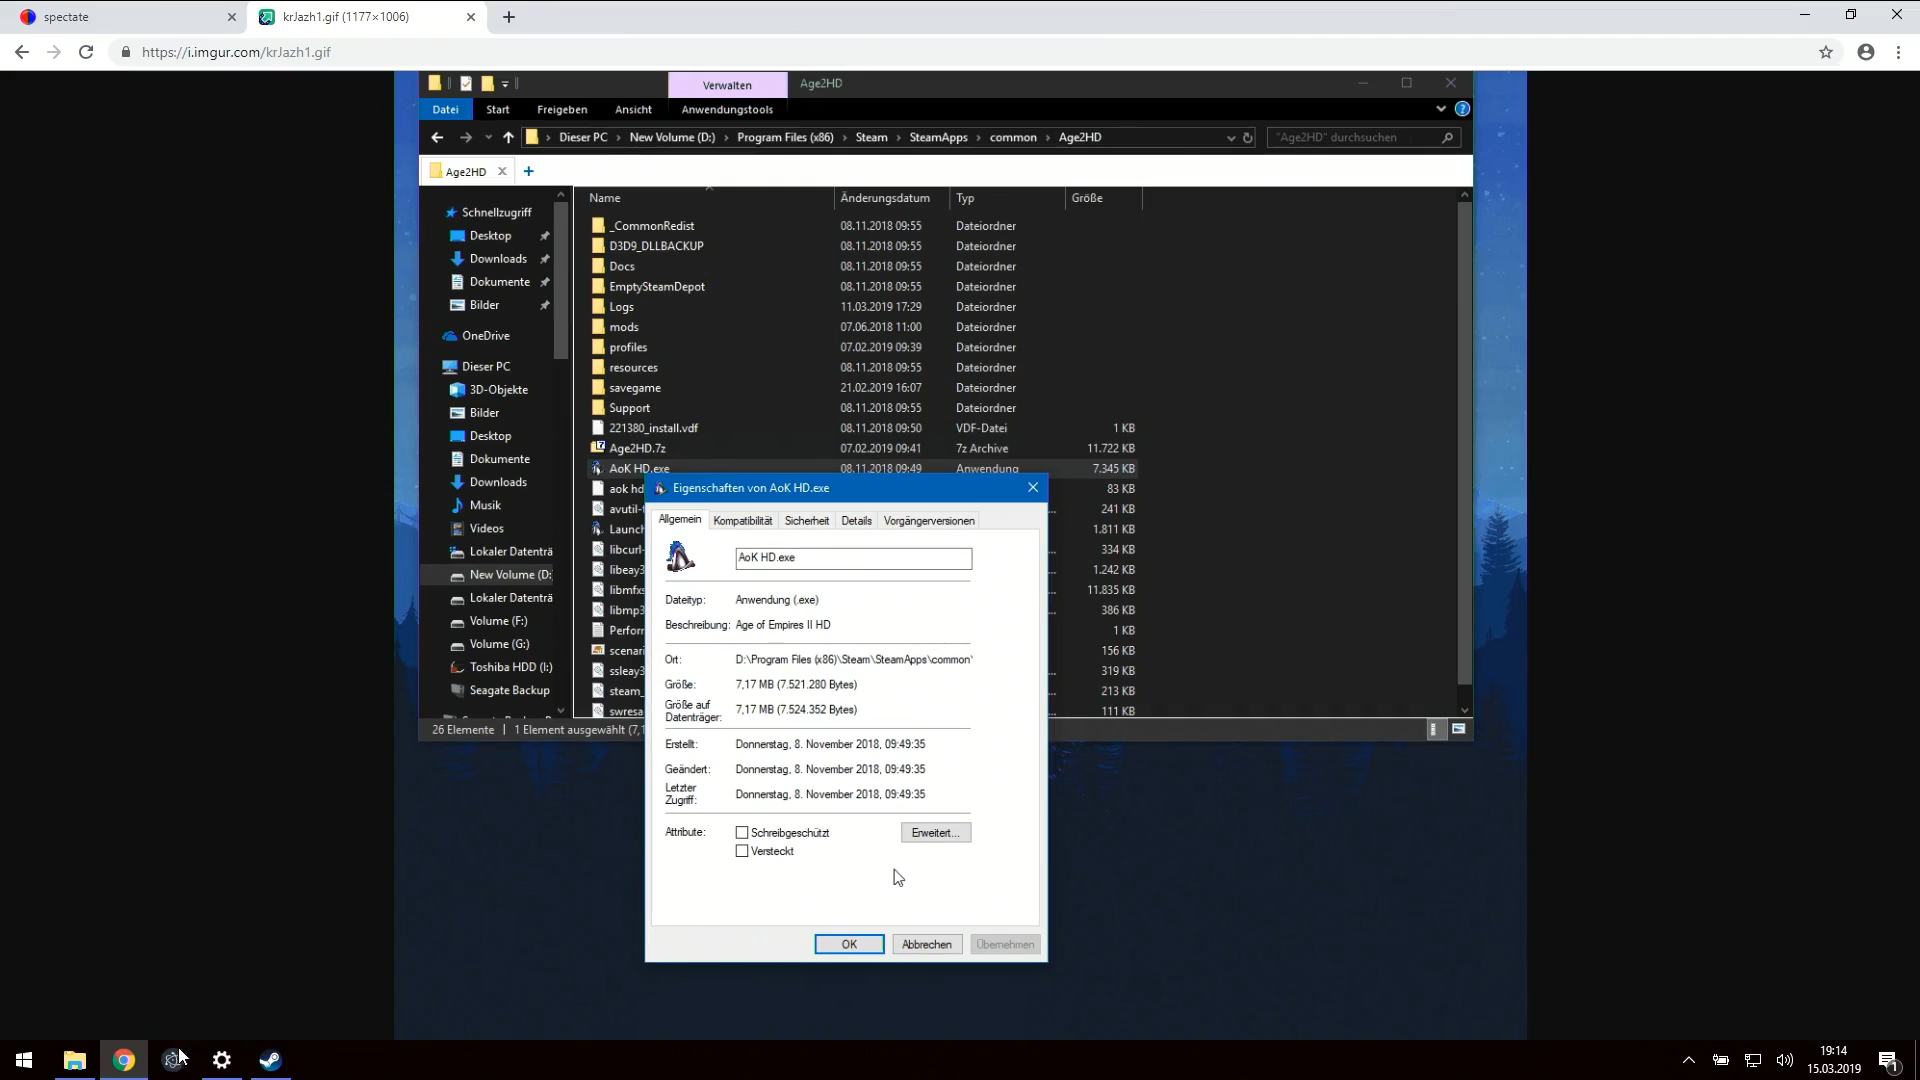 spectate
krJazh1.gif (1177×1006)
https://i.imgur.com/krJazh1.gif
Verwalten
Age2HD
Datei Start Freigeben Ansicht Anwendungstools
Dieser PC New Volume (D:) Program Files (x86) Steam SteamApps common Age2HD
"Age2HD" durchsuchen
Age2HD
Name Änderungsdatum Typ Größe
Schnellzugriff
Desktop
Downloads
Dokumente
Bilder
OneDrive
Dieser PC
3D-Objekte
Bilder
Desktop
Dokumente
Downloads
Musik
Videos
Lokaler Datenträ
New Volume (D:
Lokaler Datenträ
Volume (F:)
Volume (G:)
Toshiba HDD (I:)
Seagate Backup
_CommonRedist 08.11.2018 09:55 Dateiordner
D3D9_DLLBACKUP 08.11.2018 09:55 Dateiordner
Docs 08.11.2018 09:55 Dateiordner
EmptySteamDepot 08.11.2018 09:55 Dateiordner
Logs 11.03.2019 17:29 Dateiordner
mods 07.06.2018 11:00 Dateiordner
profiles 07.02.2019 09:39 Dateiordner
resources 08.11.2018 09:55 Dateiordner
savegame 21.02.2019 16:07 Dateiordner
Support 08.11.2018 09:55 Dateiordner
221380_install.vdf 08.11.2018 09:50 VDF-Datei 1 KB
Age2HD.7z 07.02.2019 09:41 7z Archive 11.722 KB
AoK HD.exe 08.11.2018 09:49 Anwendung 7.345 KB
aok hd 83 KB
avutil-t ... 241 KB
Launch 1.811 KB
libcurl- ... 334 KB
libeay3 ... 1.242 KB
libmfxs ... 11.835 KB
libmp3 ... 386 KB
Perfor 1 KB
scenari 156 KB
ssleay3 ... 319 KB
steam_ ... 213 KB
swresa ... 111 KB
26 Elemente 1 Element ausgewählt (7,1
Eigenschaften von AoK HD.exe
Allgemein Kompatibilität Sicherheit Details Vorgängerversionen
AoK HD.exe
Dateityp: Anwendung (.exe)
Beschreibung: Age of Empires II HD
Ort: D:\Program Files (x86)\Steam\SteamApps\common\
Größe: 7,17 MB (7.521.280 Bytes)
Größe auf Datenträger: 7,17 MB (7.524.352 Bytes)
Erstellt: Donnerstag, 8. November 2018, 09:49:35
Geändert: Donnerstag, 8. November 2018, 09:49:35
Letzter Zugriff: Donnerstag, 8. November 2018, 09:49:35
Attribute: Schreibgeschützt Erweitert...
Versteckt
OK Abbrechen Übernehmen
19:14
15.03.2019
1